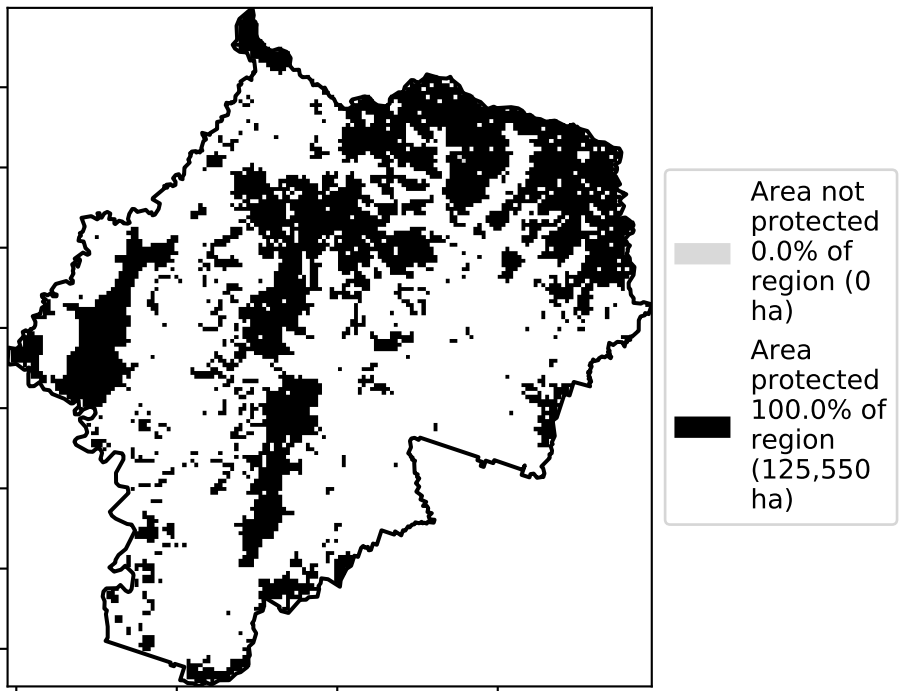 Area not
protected
0.0% of
region (0
ha)
Area
protected
100.0% of
region
(125,550
ha)